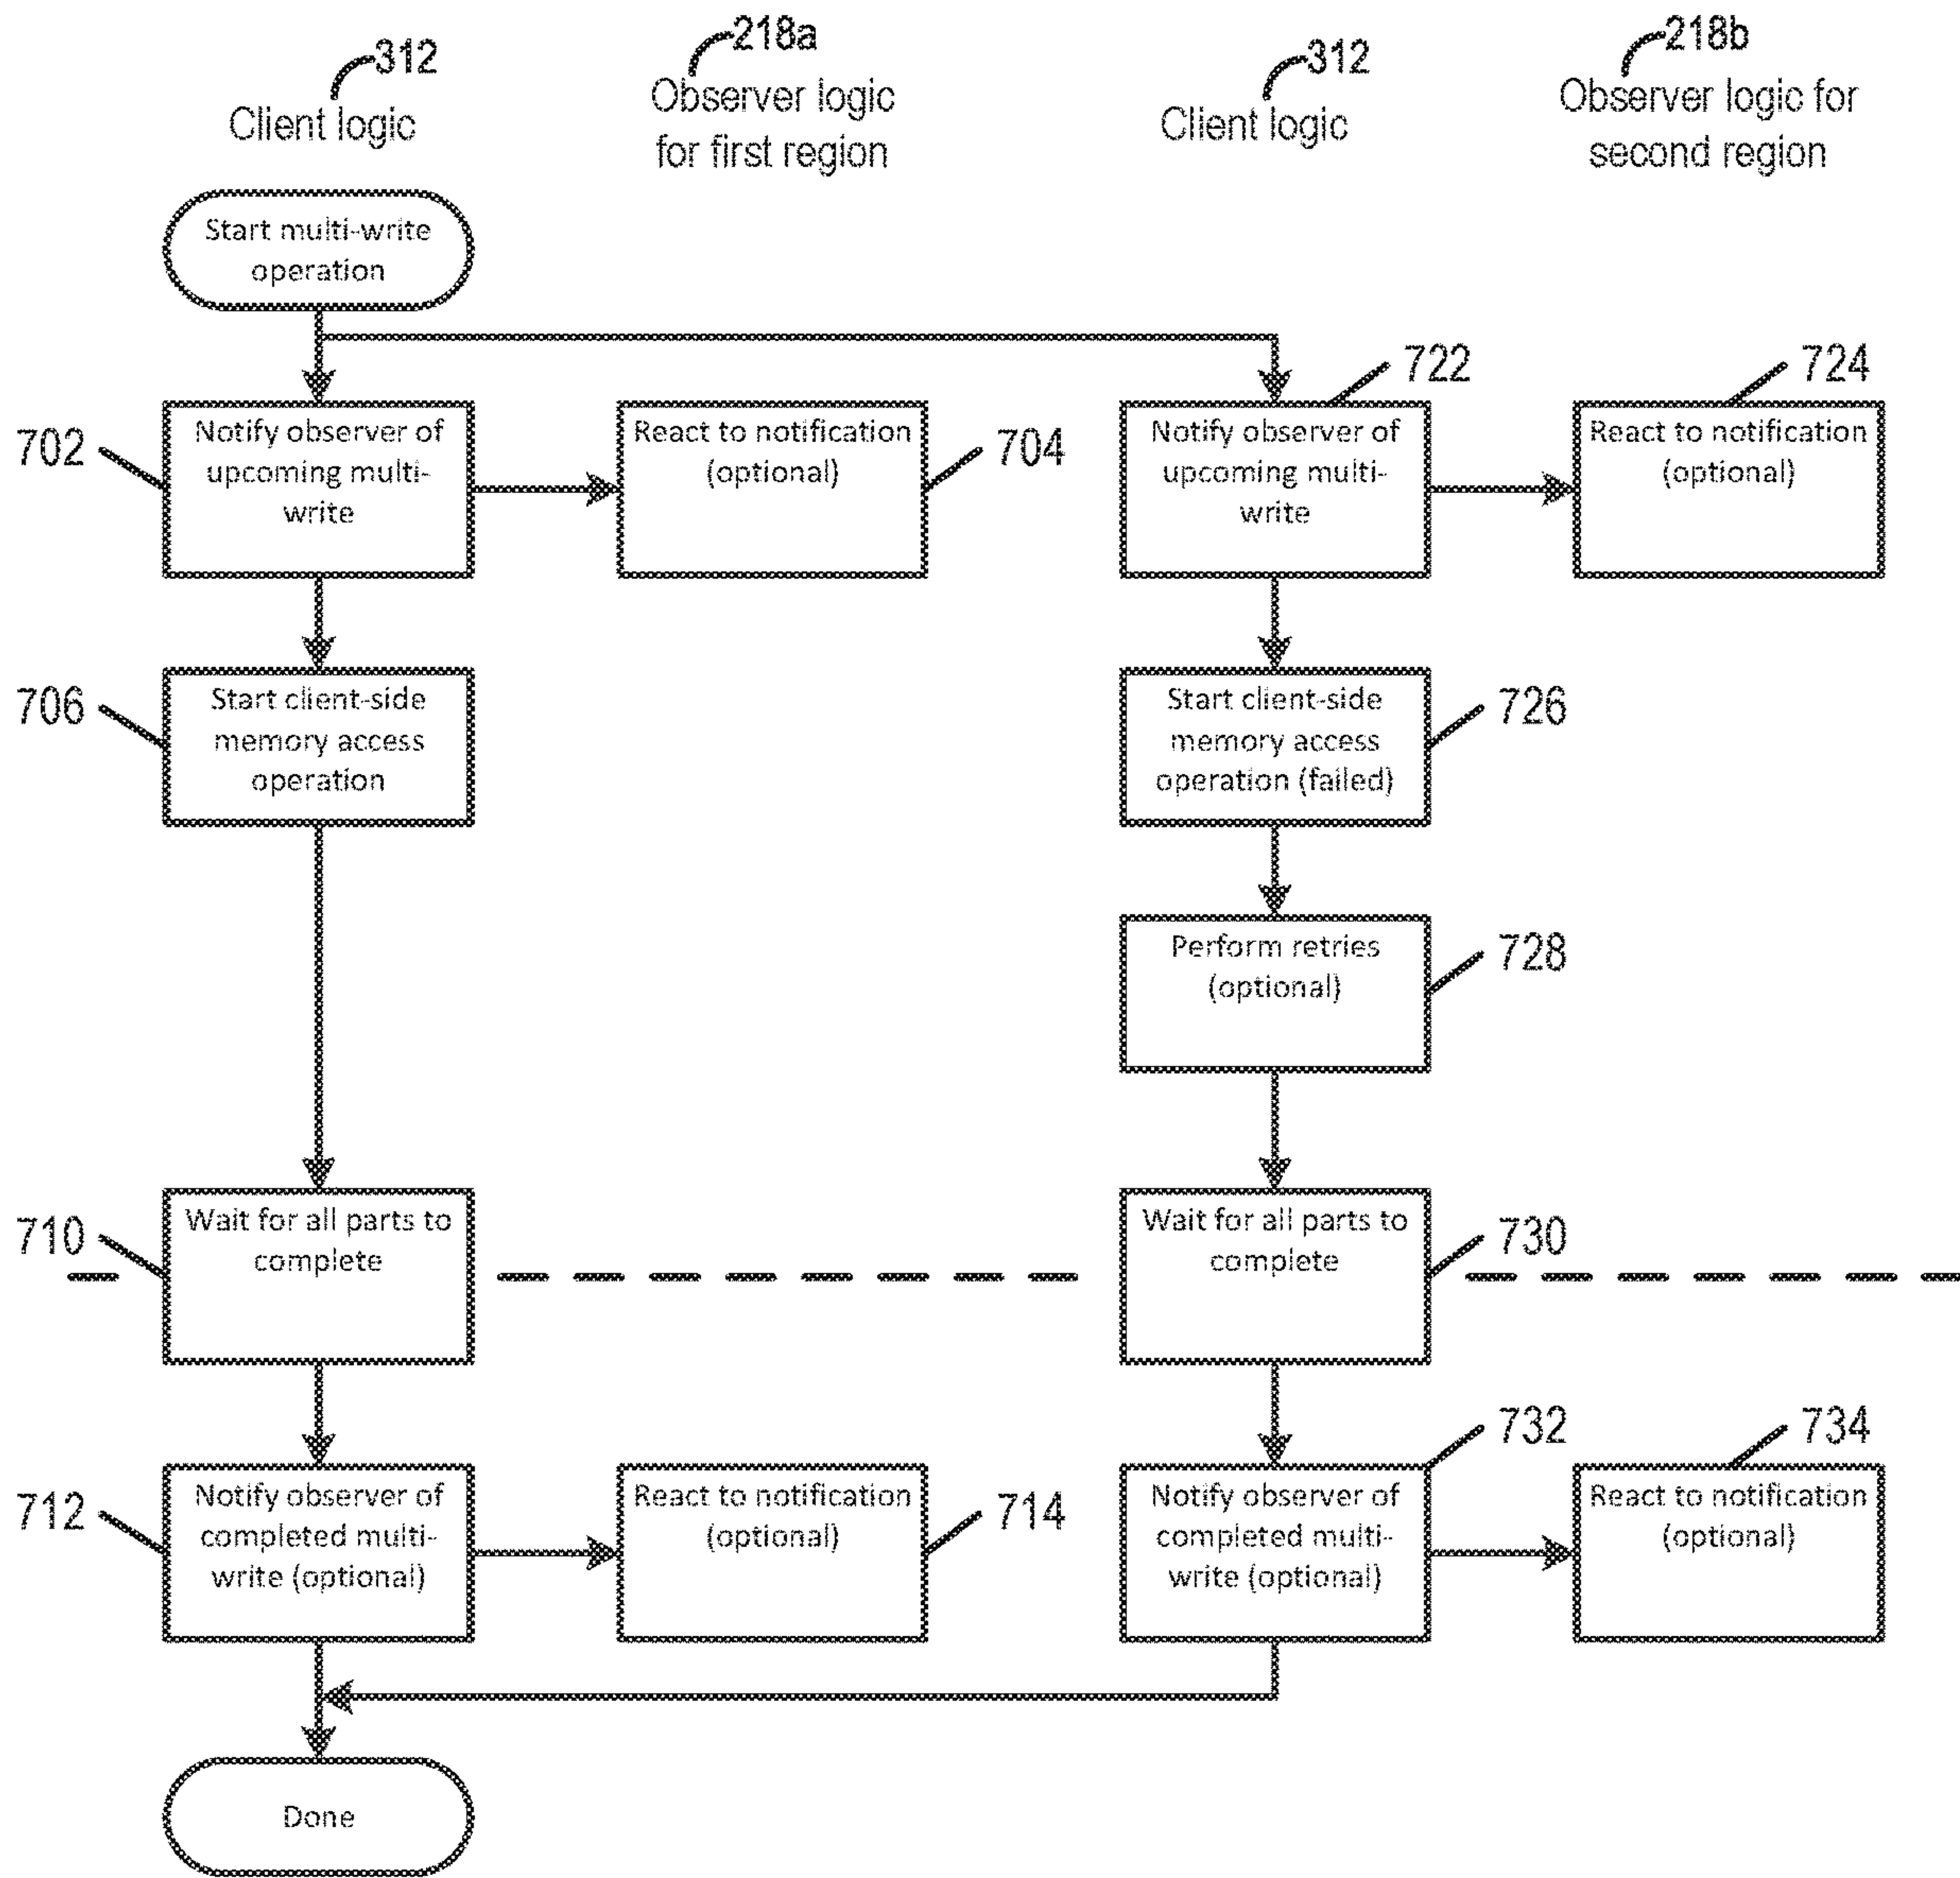 312
Client logic
218a
Observer logic
for first region
312
Client logic
218b
Observer logic for
second region
Start multi-write
operation
702
Notify observer of
upcoming multi-
write
React to notification
(optional)
704
722
Notify observer of
upcoming multi-
write
724
React to notification
(optional)
706
Start client-side
memory access
operation
Start client-side
memory access
operation (failed)
726
Perform retries
(optional)
728
710
Wait for all parts to
complete
Wait for all parts to
complete
730
712
Notify observer of
completed multi-
write (optional)
React to notification
(optional)
714
Notify observer of
completed multi-
write (optional)
732
734
React to notification
(optional)
Done